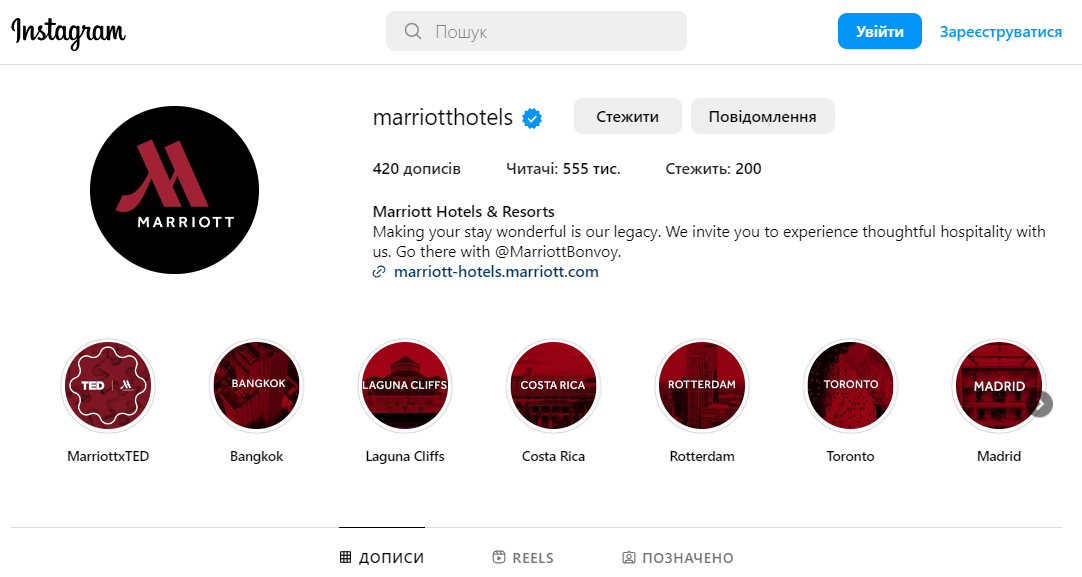 Instagram
Пошук
Увійти
Зареєструватися
marriotthotels
Стежити
Повідомлення
420 дописів
Читачі: 555 тис.
Стежить: 200
MARRIOTT
Marriott Hotels & Resorts
Making your stay wonderful is our legacy. We invite you to experience thoughtful hospitality with
us. Go there with @MarriottBonvoy.
marriott-hotels.marriott.com
TED
BANGKOK
LAGUNA CLIFFS
COSTA RICA
ROTTERDAM
TORONTO
MADRID
MarriottxTED
Bangkok
Laguna Cliffs
Costa Rica
Rotterdam
Toronto
Madrid
ДОПИСИ
REELS
ПОЗНАЧЕНО